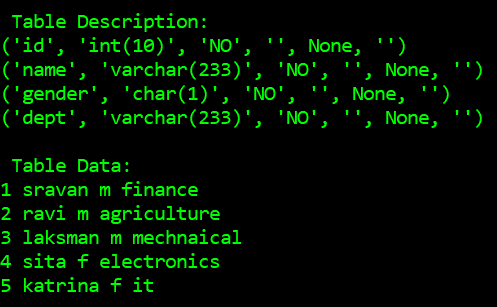 Table Description:
('id', 'int(10)', 'NO', '', None, '')
('name', 'varchar(233)', 'NO', '', None, '')
('gender', 'char(1)', 'NO', '', None, '')
('dept', 'varchar(233)', 'NO', '', None, '')
Table Data:
1 sravan m finance
2 ravi m agriculture
3 laksman m mechnaical
4 sita f electronics
5 katrina f it